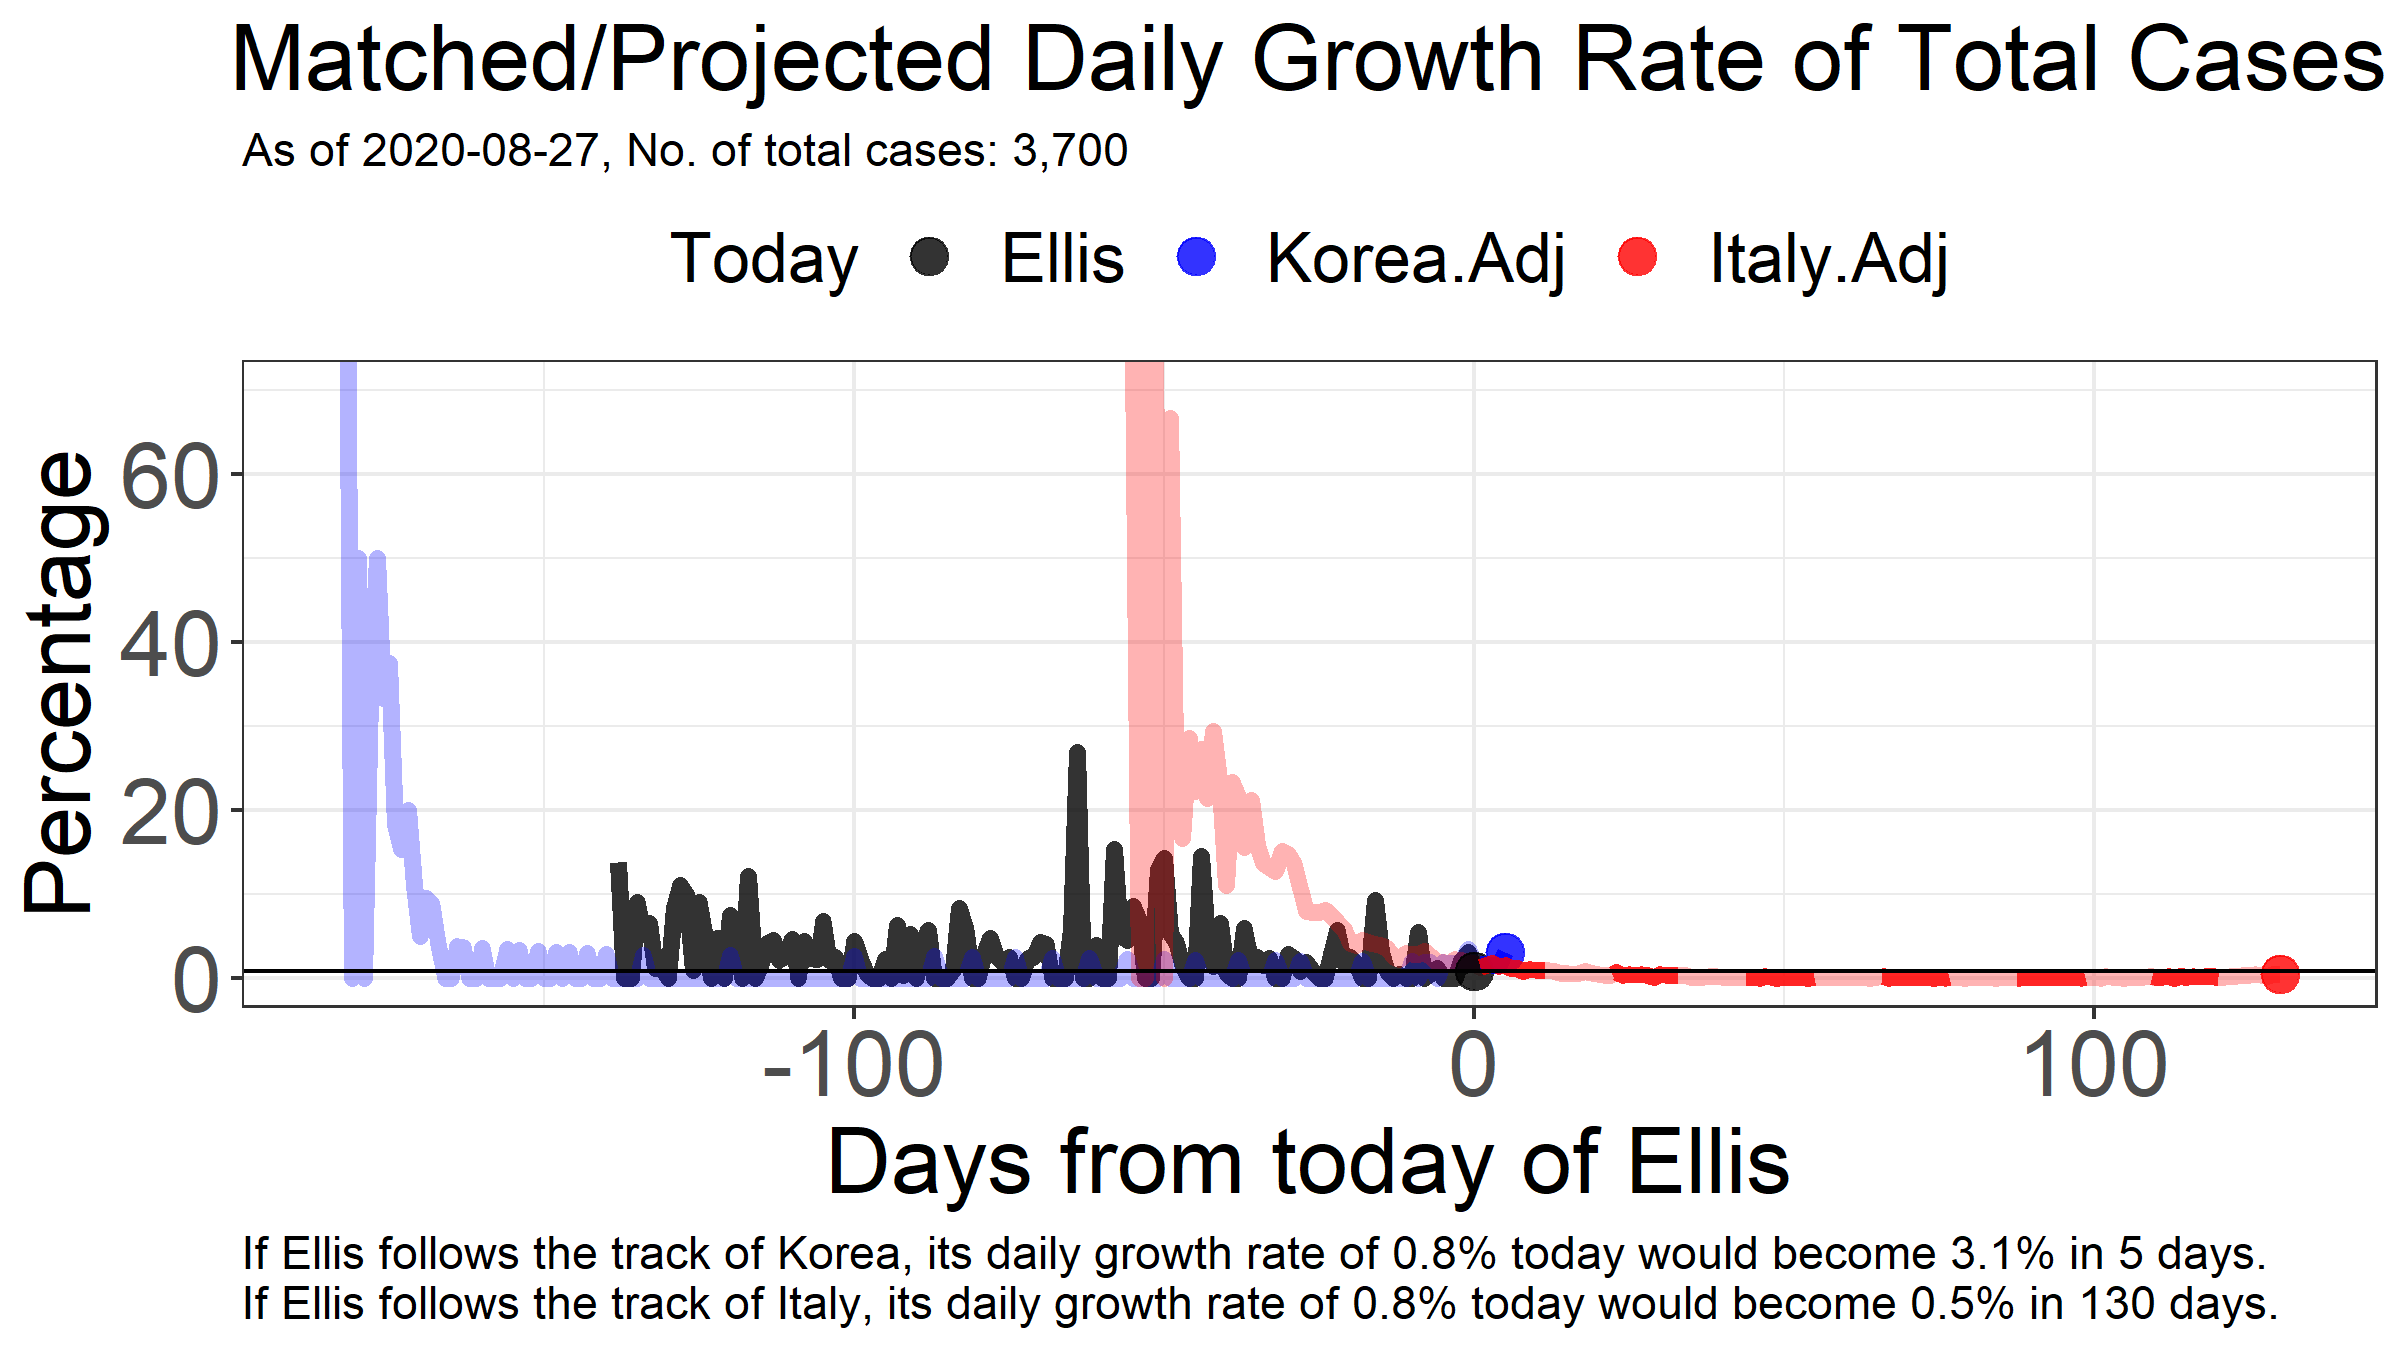 Matched/Projected Daily Growth Rate of Total Cases
As of 2020-08-27, No. of total cases: 3,700
Today Ellis Korea.Adj Italy.Adj
Percentage
60
40
20
0
-100 0 100
Days from today of Ellis
If Ellis follows the track of Korea, its daily growth rate of 0.8% today would become 3.1% in 5 days.
If Ellis follows the track of Italy, its daily growth rate of 0.8% today would become 0.5% in 130 days.